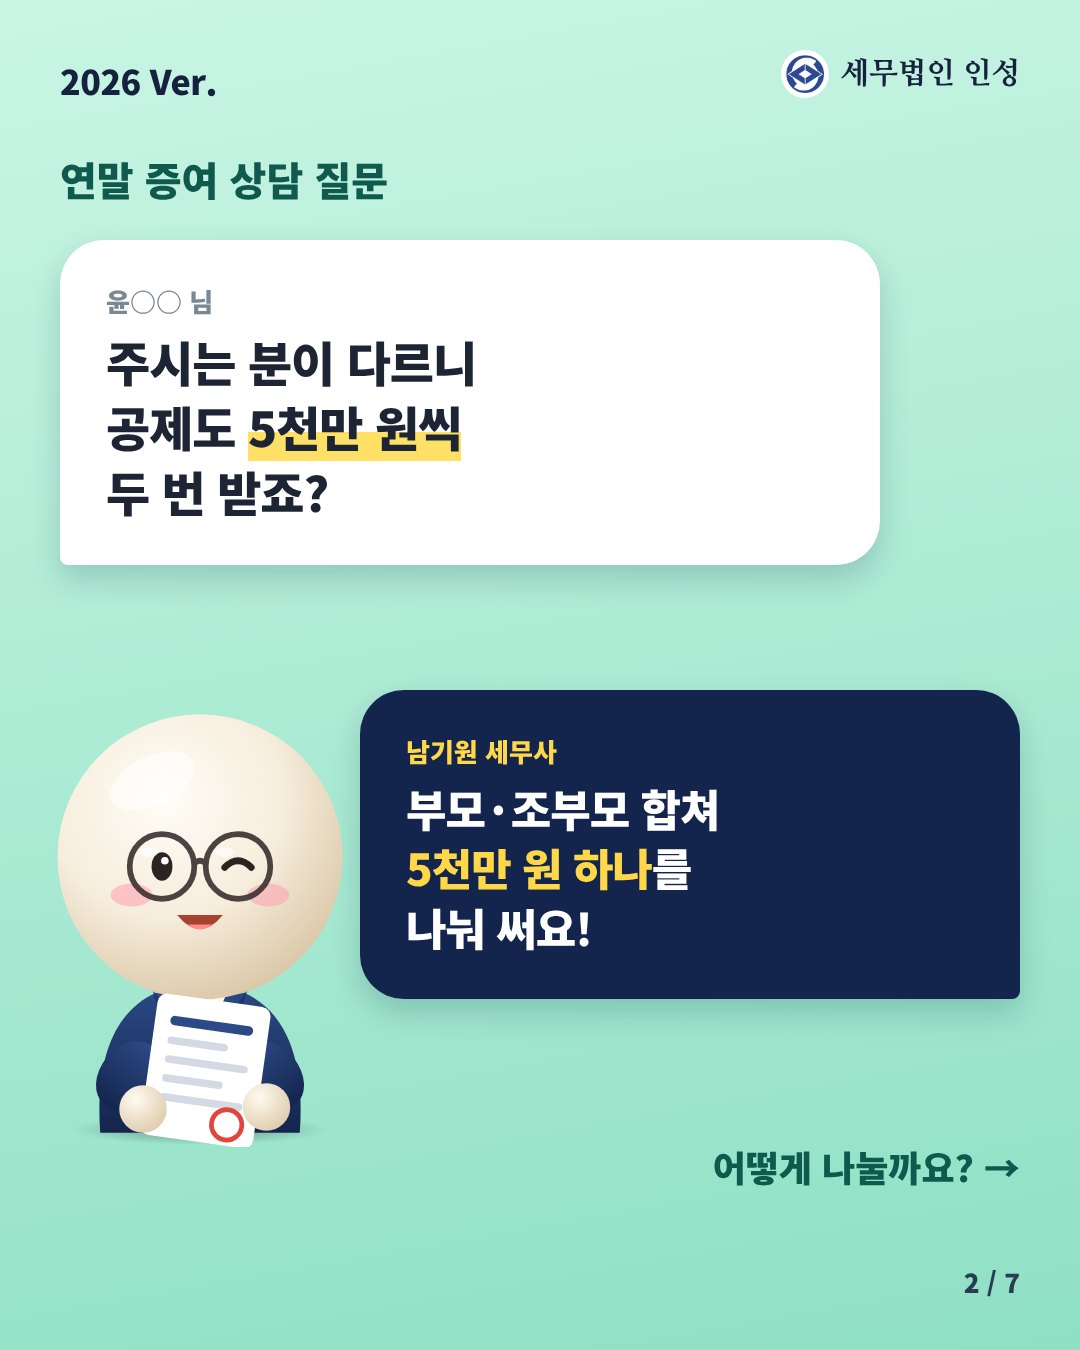 2026 Ver.
세무법인 인성
연말 증여 상담 질문
윤○○ 님
주시는 분이 다르니
공제도 5천만 원씩
두 번 받죠?
남기원 세무사
부모·조부모 합쳐
5천만 원 하나를
나눠 써요!
어떻게 나눌까요? →
2 / 7